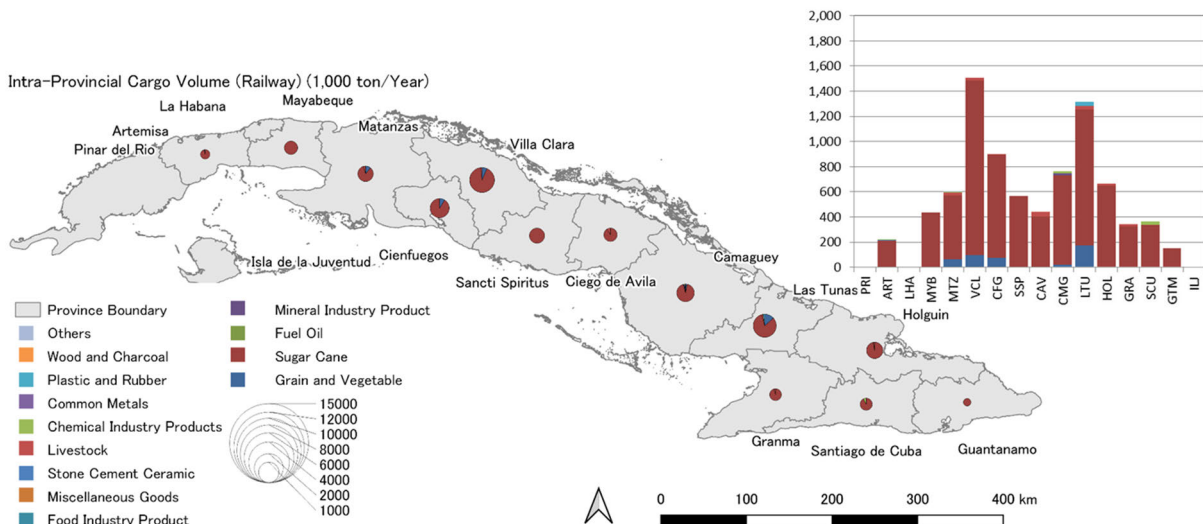 Intra-Provincial Cargo Volume (Railway) (1,000 ton/Year)
La Habana
Mayabeque
Artemisa
Matanzas
Pinar del Rio
Villa Clara
Isla de la Juventud
Cienfuegos
Sancti Spiritus
Ciego de Avila
Camaguey
Las Tunas
Holguin
Granma
Santiago de Cuba
Guantanamo
2,000
1,800
1,600
1,400
1,200
1,000
800
600
400
200
0
PRI
ART
LHA
MYB
MTZ
VCL
CFG
SSP
CAV
CMG
LTU
HOL
GRA
SCU
GTM
ILJ
Province Boundary
Others
Wood and Charcoal
Plastic and Rubber
Common Metals
Chemical Industry Products
Livestock
Stone Cement Ceramic
Miscellaneous Goods
Food Industry Product
Mineral Industry Product
Fuel Oil
Sugar Cane
Grain and Vegetable
15000
12000
10000
8000
6000
4000
2000
1000
0 100 200 300 400 km